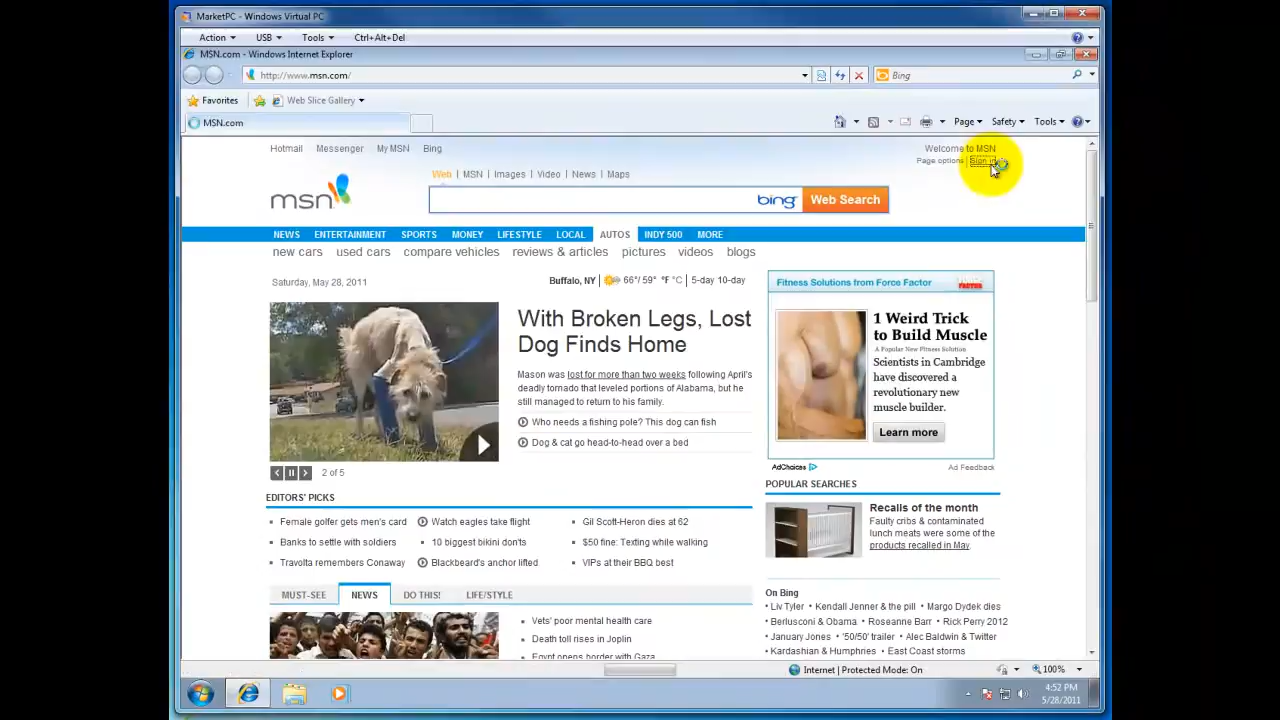 MarketPC - Windows Virtual PC
Action USB Tools Ctrl+Alt+Del
MSN.com - Windows Internet Explorer
http://www.msn.com/
Bing
Favorites Web Slice Gallery
MSN.com
Page Safety Tools
Hotmail Messenger My MSN Bing
Welcome to MSN
Page options | Sign in
Web | MSN | Images | Video | News | Maps
msn
bing Web Search
NEWS ENTERTAINMENT SPORTS MONEY LIFESTYLE LOCAL AUTOS INDY 500 MORE
new cars used cars compare vehicles reviews & articles pictures videos blogs
Saturday, May 28, 2011
Buffalo, NY 66°/ 59° °F °C 5-day 10-day
With Broken Legs, Lost
Dog Finds Home
Mason was lost for more than two weeks following April's
deadly tornado that leveled portions of Alabama, but he
still managed to return to his family.
Who needs a fishing pole? This dog can fish
Dog & cat go head-to-head over a bed
2 of 5
Fitness Solutions from Force Factor
FACTOR
1 Weird Trick
to Build Muscle
A Popular New Fitness Solution
Scientists in Cambridge
have discovered a
revolutionary new
muscle builder.
Learn more
AdChoices Ad Feedback
EDITORS' PICKS
Female golfer gets men's card
Watch eagles take flight
Gil Scott-Heron dies at 62
Banks to settle with soldiers
10 biggest bikini don'ts
$50 fine: Texting while walking
Travolta remembers Conaway
Blackbeard's anchor lifted
VIPs at their BBQ best
POPULAR SEARCHES
Recalls of the month
Faulty cribs & contaminated
lunch meats were some of the
products recalled in May.
MUST-SEE NEWS DO THIS! LIFE/STYLE
Vets' poor mental health care
Death toll rises in Joplin
Egypt opens border with Gaza
On Bing
• Liv Tyler • Kendall Jenner & the pill • Margo Dydek dies
• Berlusconi & Obama • Roseanne Barr • Rick Perry 2012
• January Jones • '50/50' trailer • Alec Baldwin & Twitter
• Kardashian & Humphries • East Coast storms
Internet | Protected Mode: On
100%
4:52 PM
5/28/2011